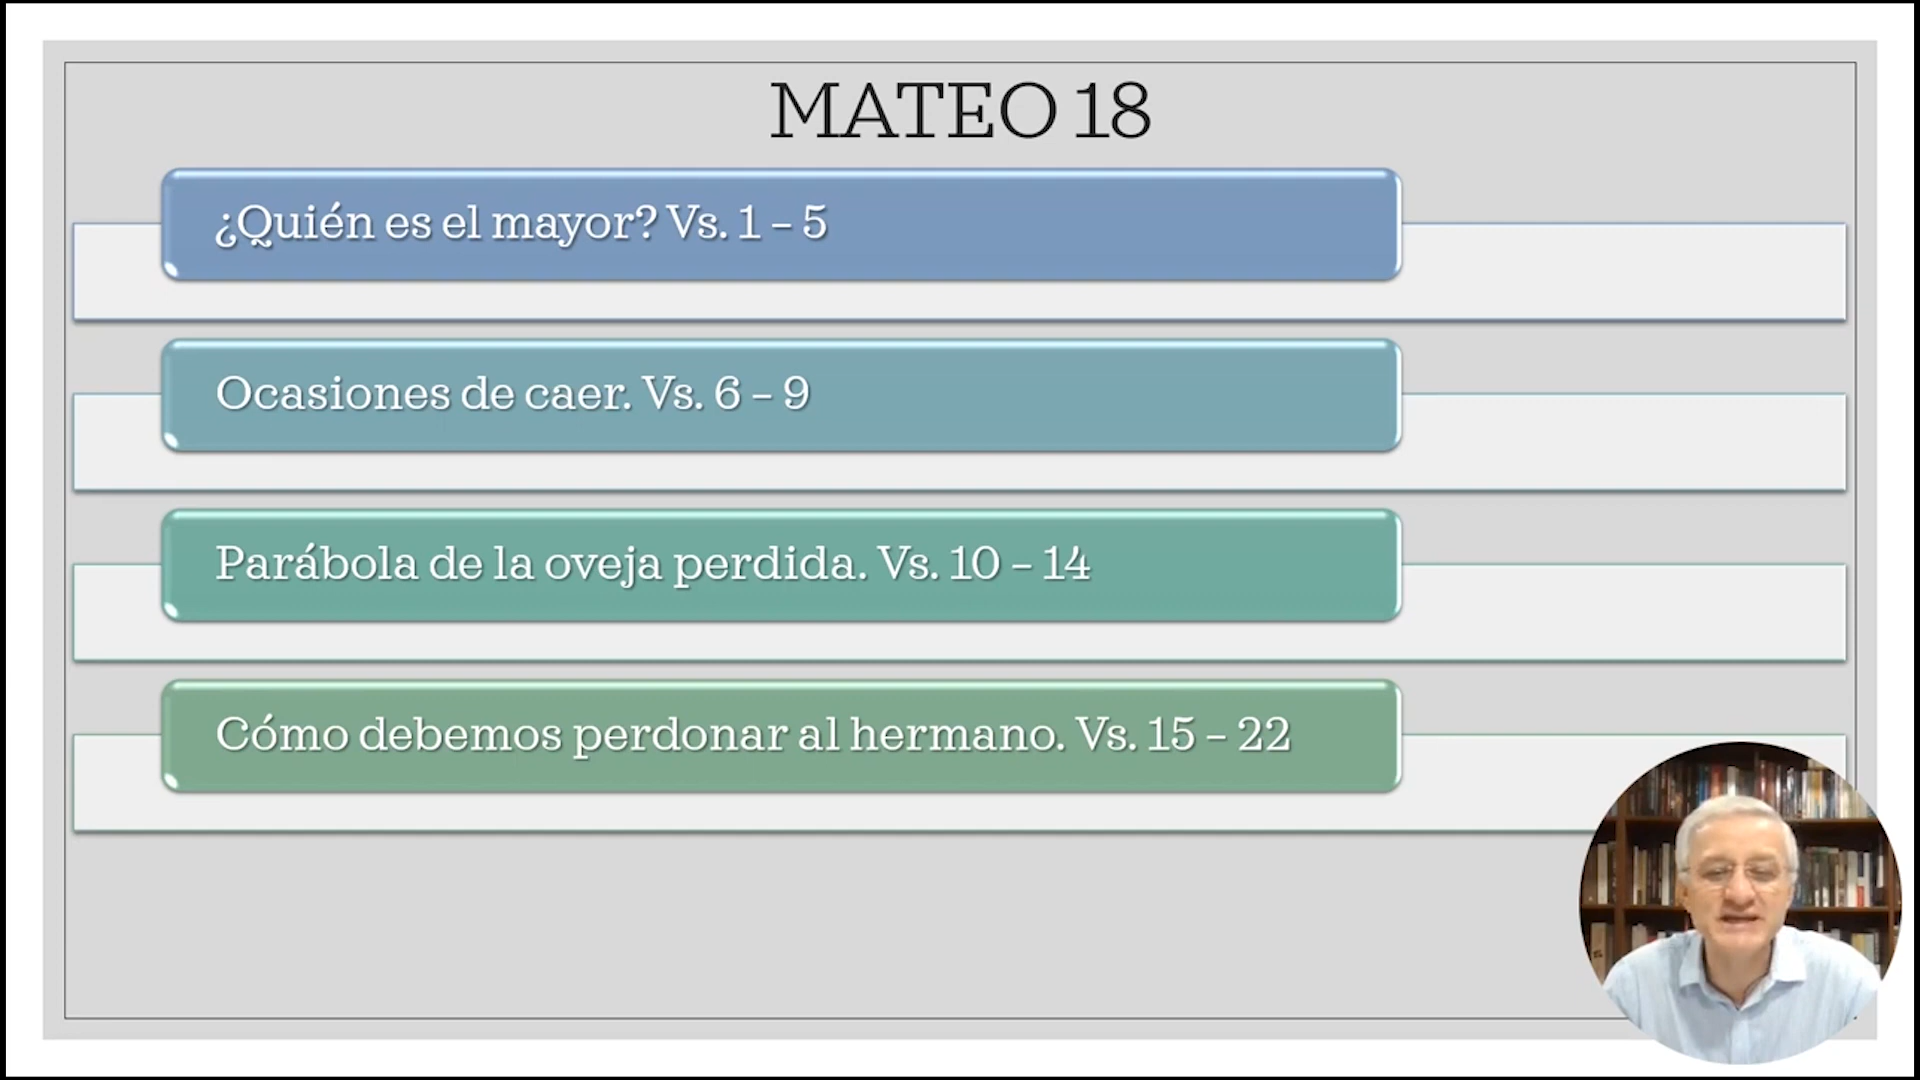 MATEO 18
¿Quién es el mayor? Vs. 1 – 5
Ocasiones de caer. Vs. 6 – 9
Parábola de la oveja perdida. Vs. 10 – 14
Cómo debemos perdonar al hermano. Vs. 15 – 22